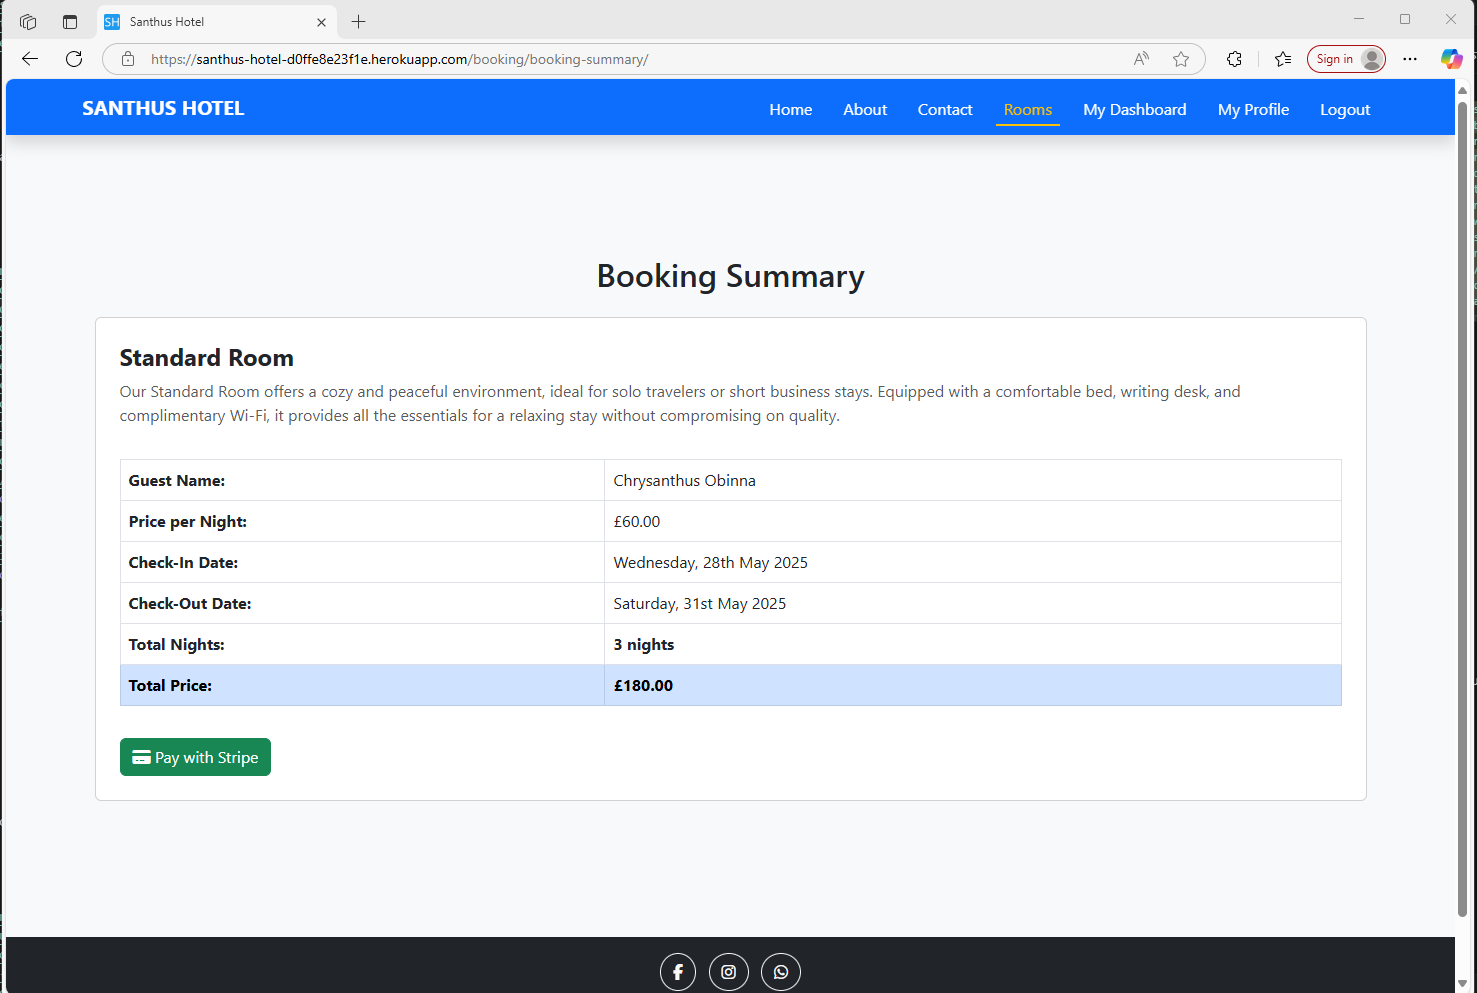 SH Santhus Hotel
https://santhus-hotel-d0ffe8e23f1e.herokuapp.com/booking/booking-summary/
Sign in
SANTHUS HOTEL
Home About Contact Rooms My Dashboard My Profile Logout
Booking Summary
Standard Room
Our Standard Room offers a cozy and peaceful environment, ideal for solo travelers or short business stays. Equipped with a comfortable bed, writing desk, and
complimentary Wi-Fi, it provides all the essentials for a relaxing stay without compromising on quality.
Guest Name: Chrysanthus Obinna
Price per Night: £60.00
Check-In Date: Wednesday, 28th May 2025
Check-Out Date: Saturday, 31st May 2025
Total Nights: 3 nights
Total Price: £180.00
Pay with Stripe